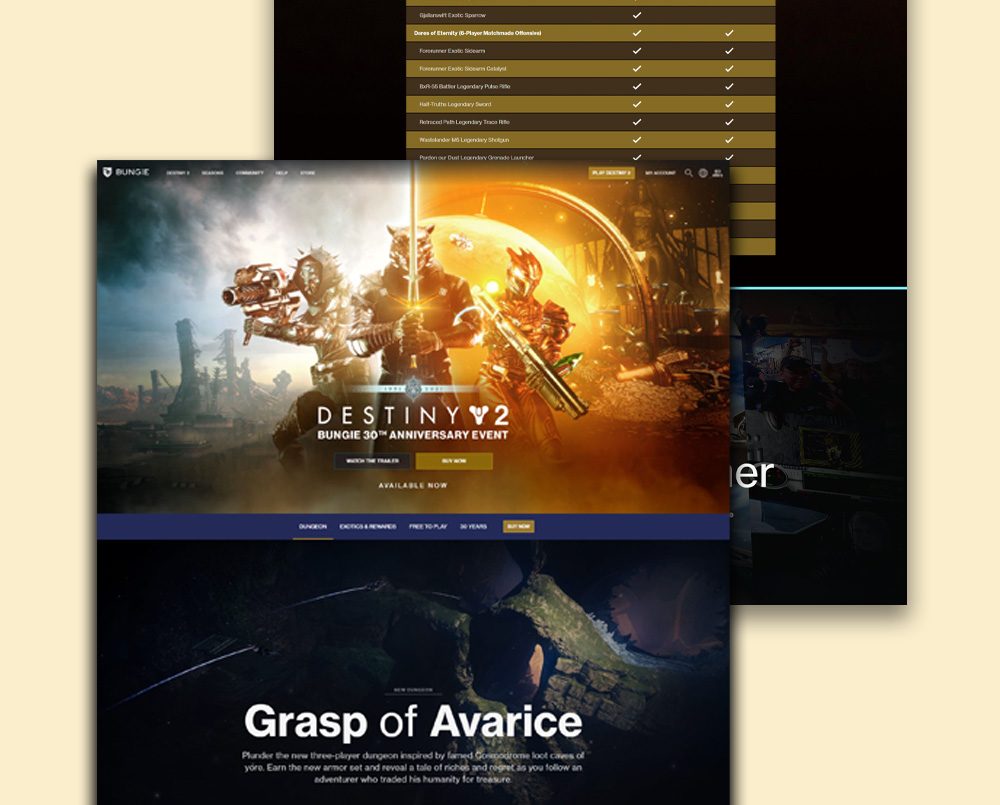 Gjallarswift Exotic Sparrow
Dares of Eternity (6-Player Matchmade Offensive)
Forerunner Exotic Sidearm
Forerunner Exotic Sidearm Catalyst
BxR-55 Battler Legendary Pulse Rifle
Half-Truths Legendary Sword
Retraced Path Legendary Trace Rifle
Wastelander M5 Legendary Shotgun
Pardon our Dust Legendary Grenade Launcher
BUNGIE
DESTINY 2 SEASONS COMMUNITY HELP STORE
PLAY DESTINY 2 MY ACCOUNT
1991 2021
DESTINY 2
BUNGIE 30TH ANNIVERSARY EVENT
WATCH THE TRAILER BUY NOW
AVAILABLE NOW
DUNGEON EXOTICS & REWARDS FREE TO PLAY 30 YEARS BUY NOW
NEW DUNGEON
Grasp of Avarice
Plunder the new three-player dungeon inspired by famed Cosmodrome loot caves of
yore. Earn the new armor set and reveal a tale of riches and regret as you follow an
adventurer who traded his humanity for treasure.
er